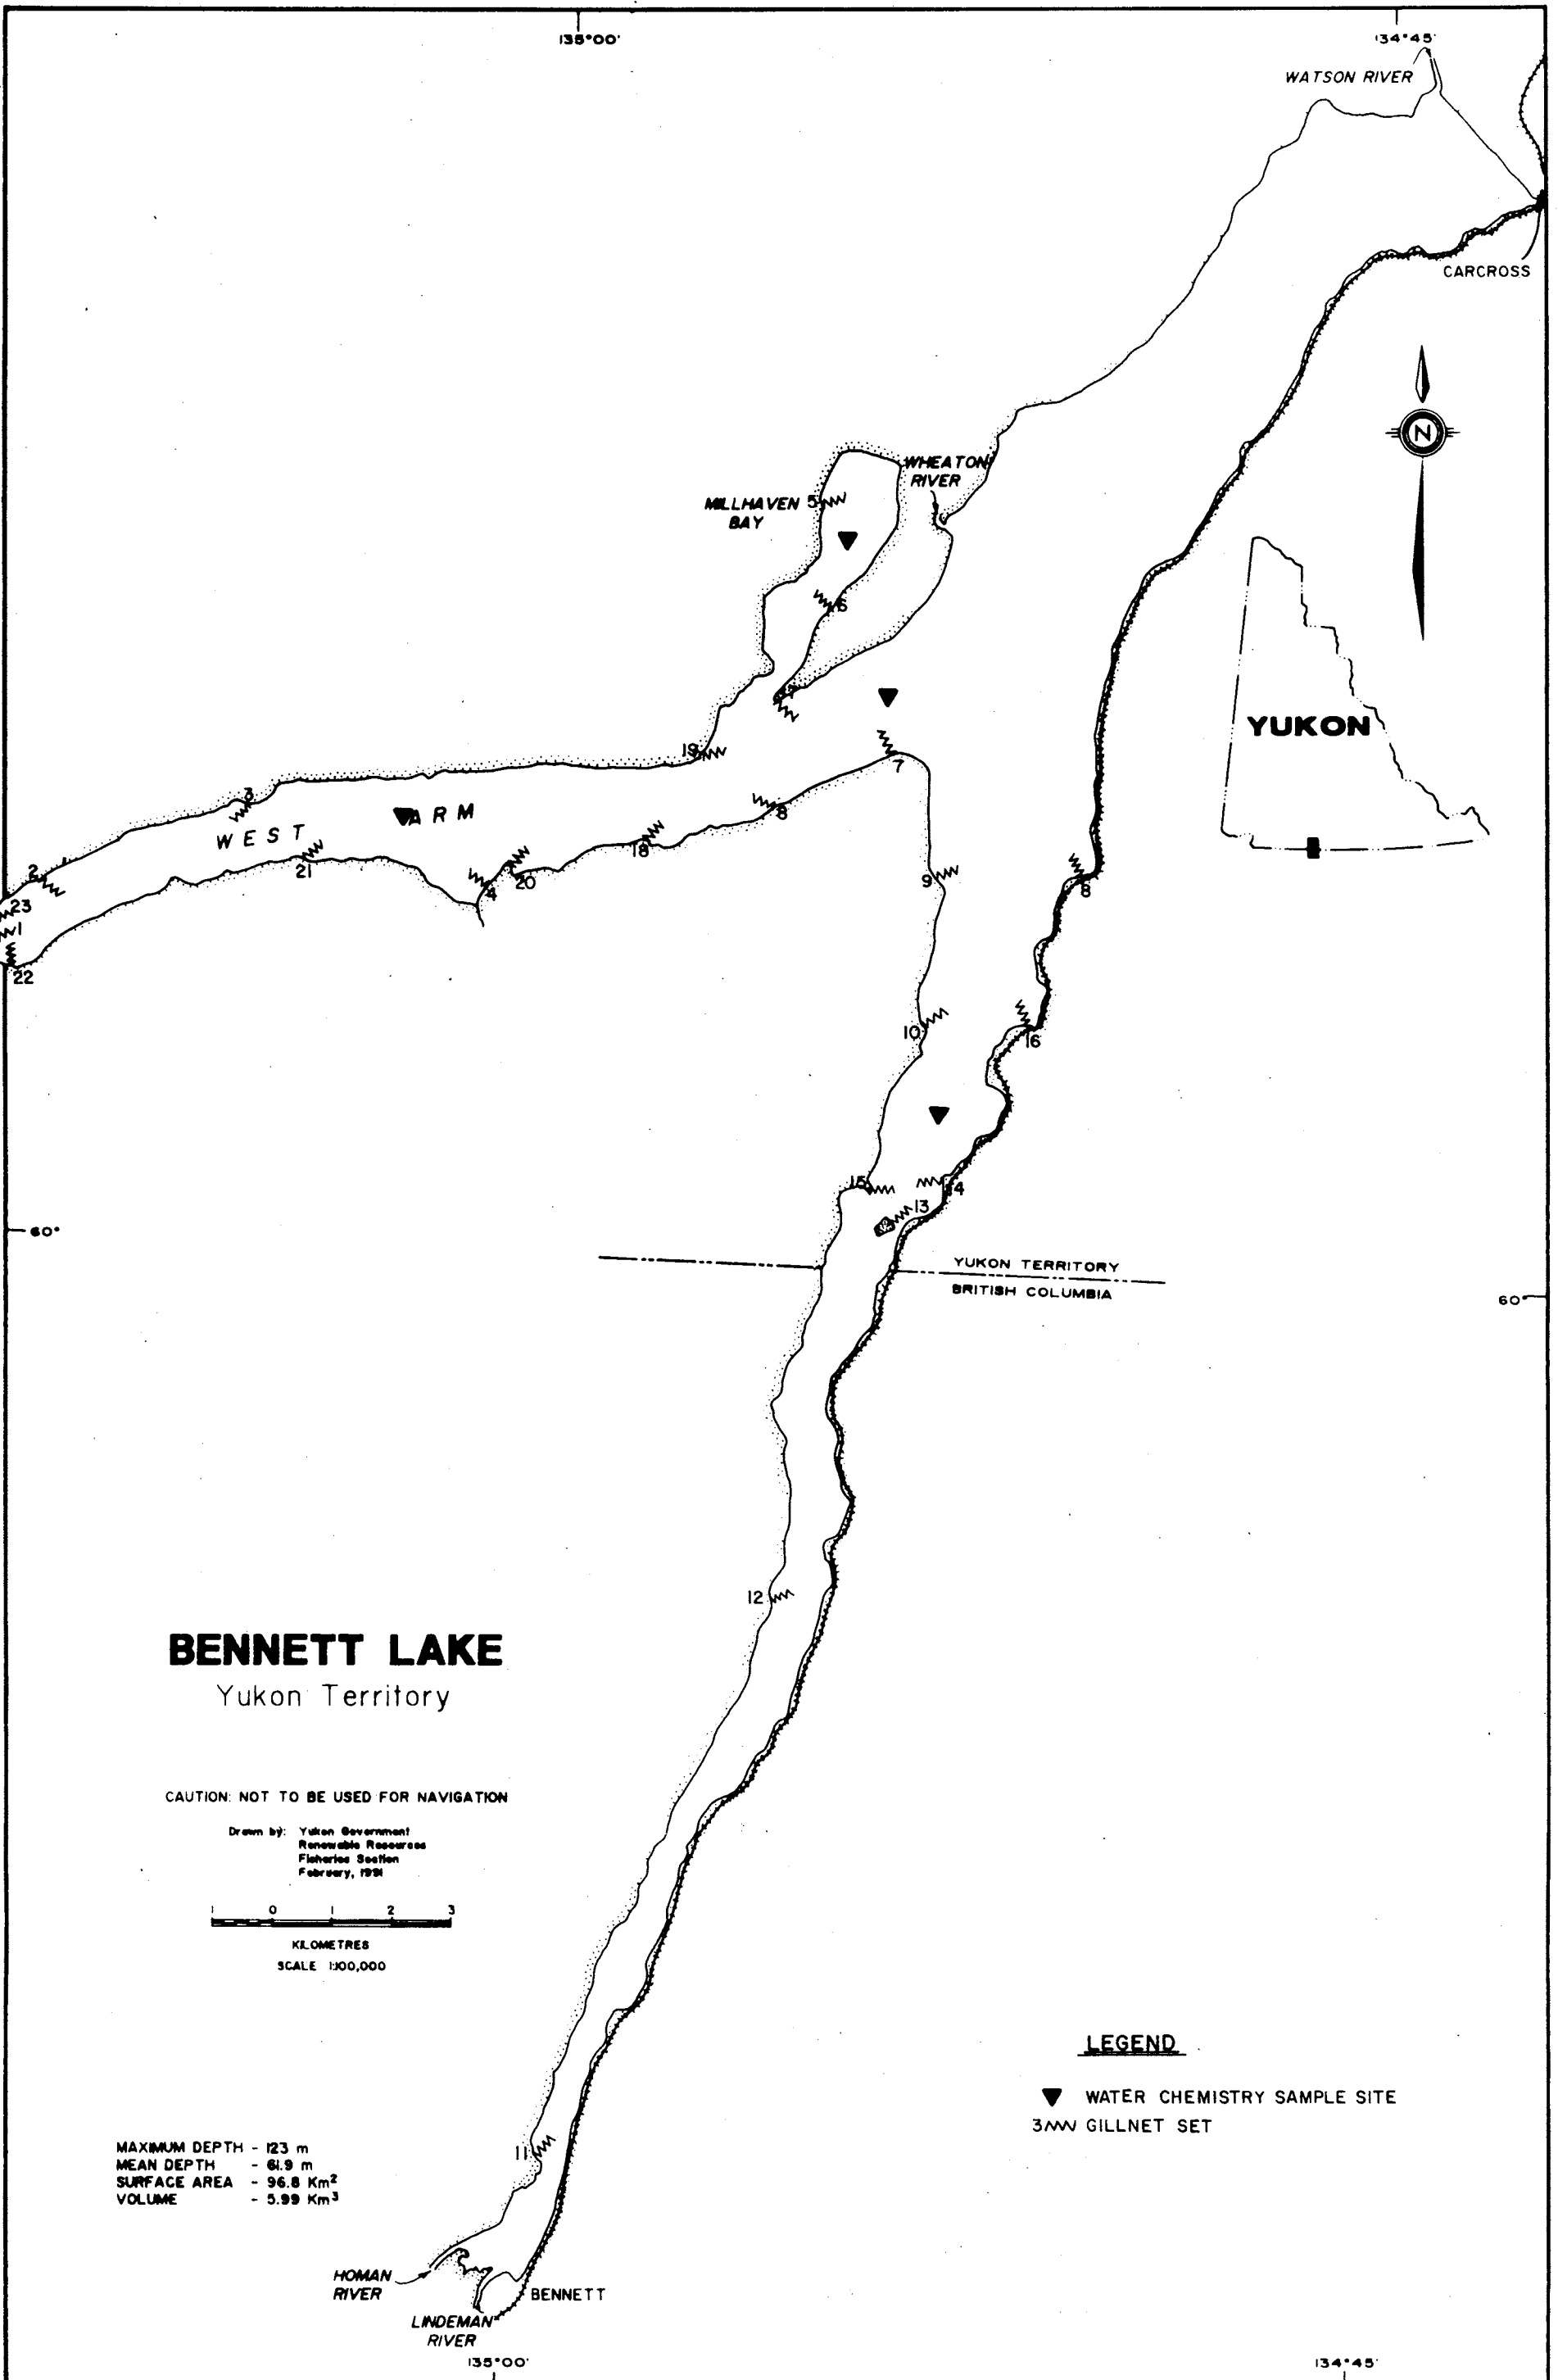 135°00'
134°45'
WATSON RIVER
CARCROSS
N
WHEATON
RIVER
MILLHAVEN
BAY
5
6
YUKON
19
7
3
WEST ARM
8
2
21
18
4
20
9
8
23
1
22
10
16
15
14
13
60°
YUKON TERRITORY
BRITISH COLUMBIA
60°
12
BENNETT LAKE
Yukon Territory
CAUTION: NOT TO BE USED FOR NAVIGATION
Drawn by: Yukon Government
Renewable Resources
Fisheries Section
February, 1991
1 0 1 2 3
KILOMETRES
SCALE 1:100,000
LEGEND
WATER CHEMISTRY SAMPLE SITE
3 GILLNET SET
11
MAXIMUM DEPTH - 123 m
MEAN DEPTH - 61.9 m
SURFACE AREA - 96.8 Km²
VOLUME - 5.99 Km³
HOMAN
RIVER
BENNETT
LINDEMAN
RIVER
135°00'
134°45'